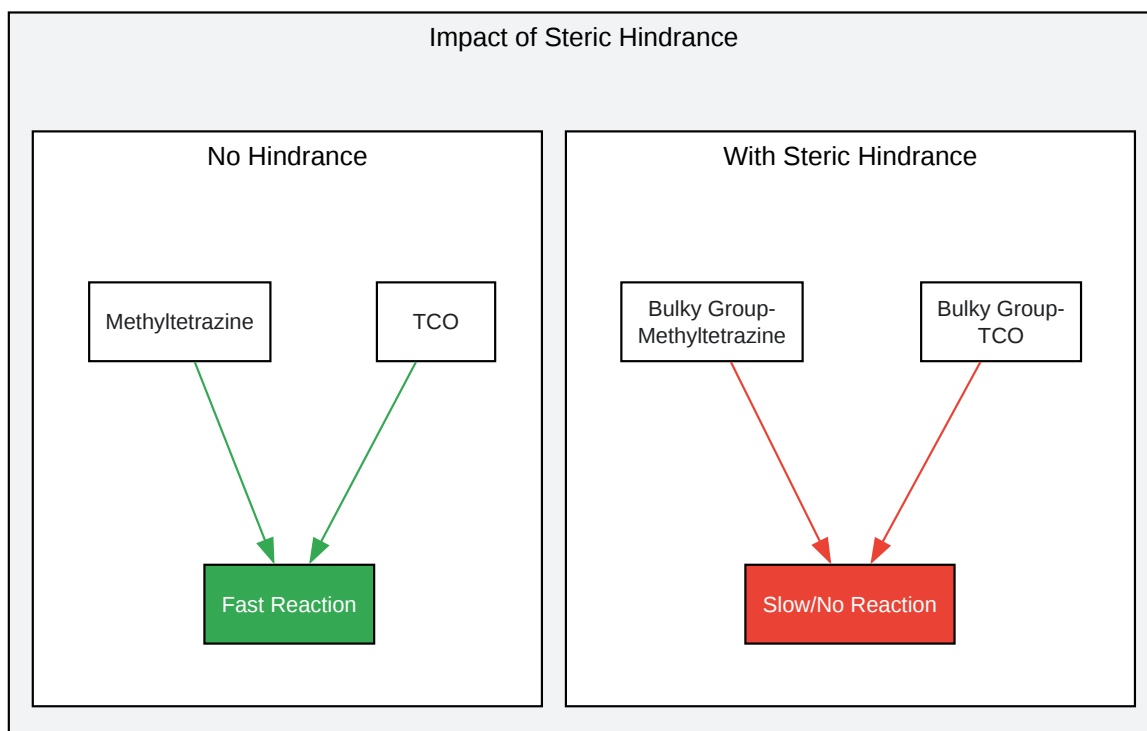 Impact of Steric Hindrance
No Hindrance
Methyltetrazine
TCO
Fast Reaction
With Steric Hindrance
Bulky Group-
Methyltetrazine
Bulky Group-
TCO
Slow/No Reaction